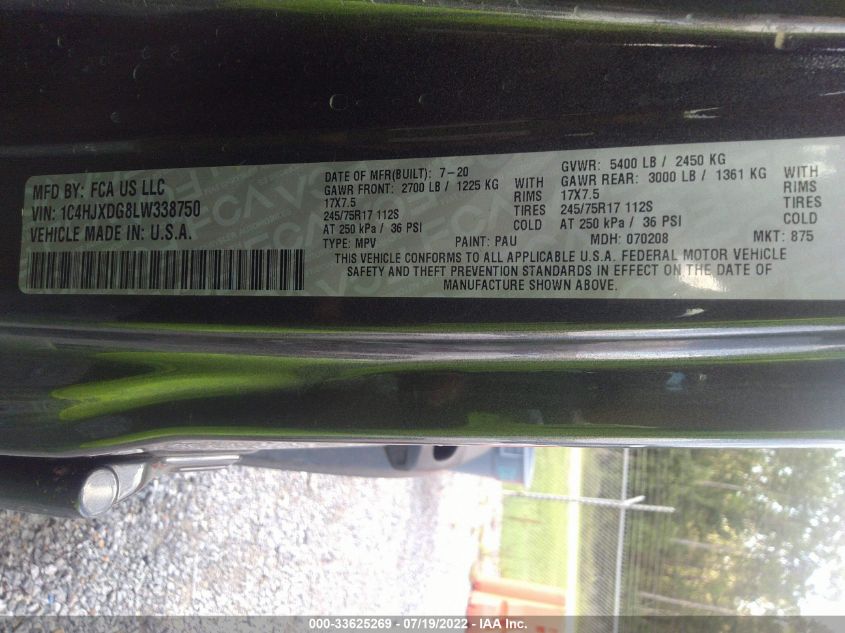 MFD BY: FCA US LLC
VIN: 1C4HJXDG8LW338750
VEHICLE MADE IN: U.S.A.
DATE OF MFR(BUILT): 7-20
GAWR FRONT: 2700 LB / 1225 KG WITH
17X7.5 RIMS
245/75R17 112S TIRES
AT 250 kPa / 36 PSI COLD
GVWR: 5400 LB / 2450 KG
GAWR REAR: 3000 LB / 1361 KG WITH
17X7.5 RIMS
245/75R17 112S TIRES
AT 250 kPa / 36 PSI COLD
TYPE: MPV PAINT: PAU MDH: 070208 MKT: 875
THIS VEHICLE CONFORMS TO ALL APPLICABLE U.S.A. FEDERAL MOTOR VEHICLE
SAFETY AND THEFT PREVENTION STANDARDS IN EFFECT ON THE DATE OF
MANUFACTURE SHOWN ABOVE.
000-33625269 - 07/19/2022 - IAA Inc.